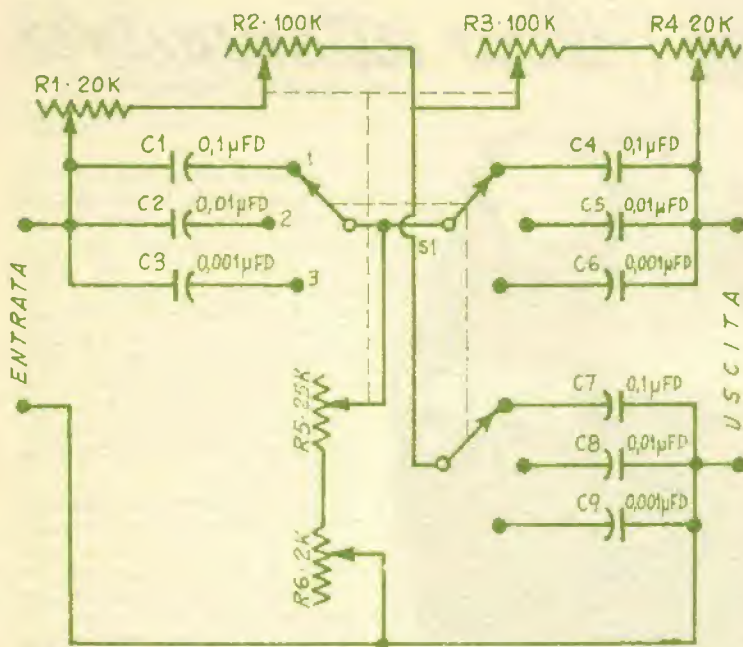 R2·100K
R3·100K
R4·20K
R1·20K
C1 0,1µFD
1
C2 0,01µFD
2
C3 0,001µFD
3
S1
C4 0,1µFD
C5 0,01µFD
C6 0,001µFD
ENTRATA
USCITA
R5·25K
R6·2K
C7 0,1µFD
C8 0,01µFD
C9 0,001µFD